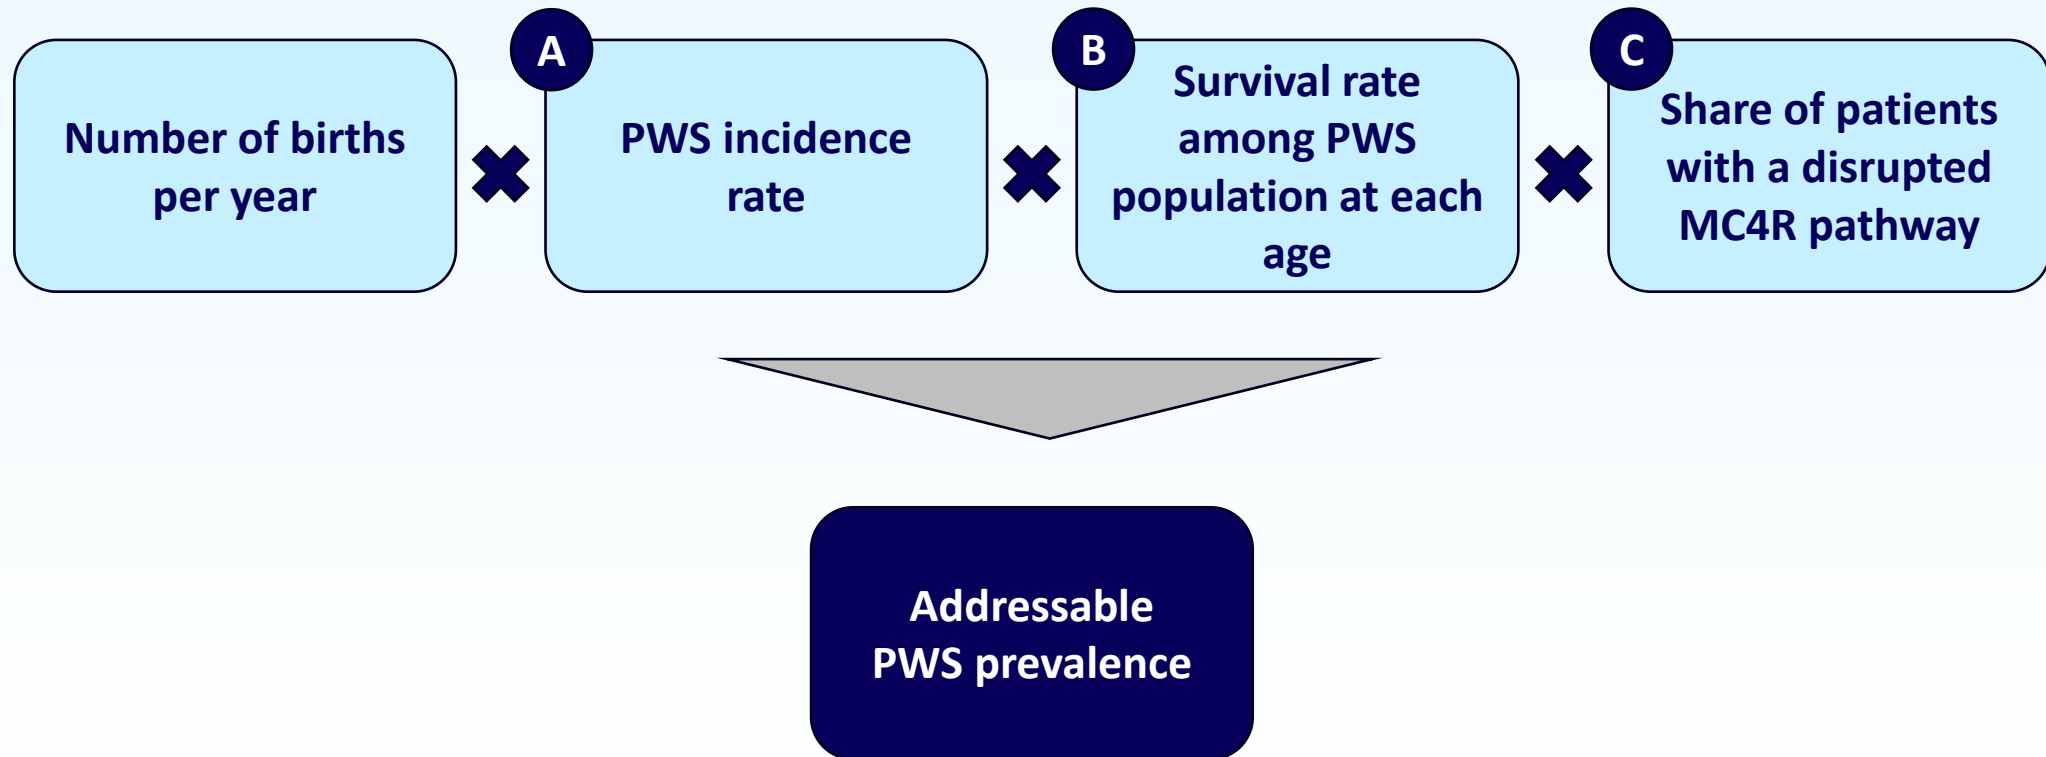 Number of births
per year
A
PWS incidence
rate
B
Survival rate
among PWS
population at each
age
C
Share of patients
with a disrupted
MC4R pathway
Addressable
PWS prevalence